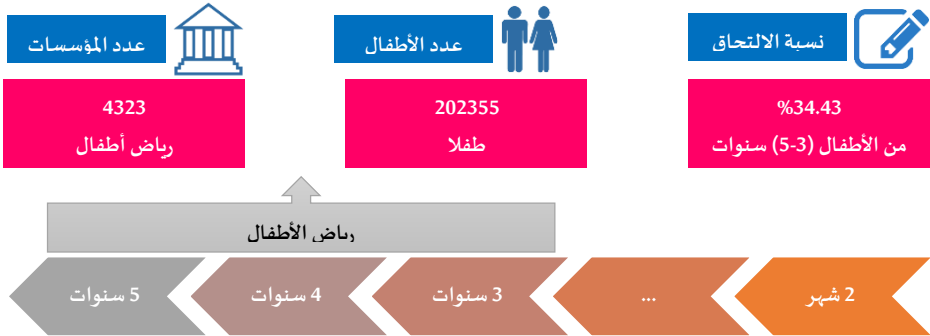 نسبة الالتحاق
عدد الأطفال
عدد المؤسسات
%34.43
من الأطفال (3-5) سنوات
202355
طفلا
4323
رياض أطفال
رياض الأطفال
2 شهر
...
3 سنوات
4 سنوات
5 سنوات